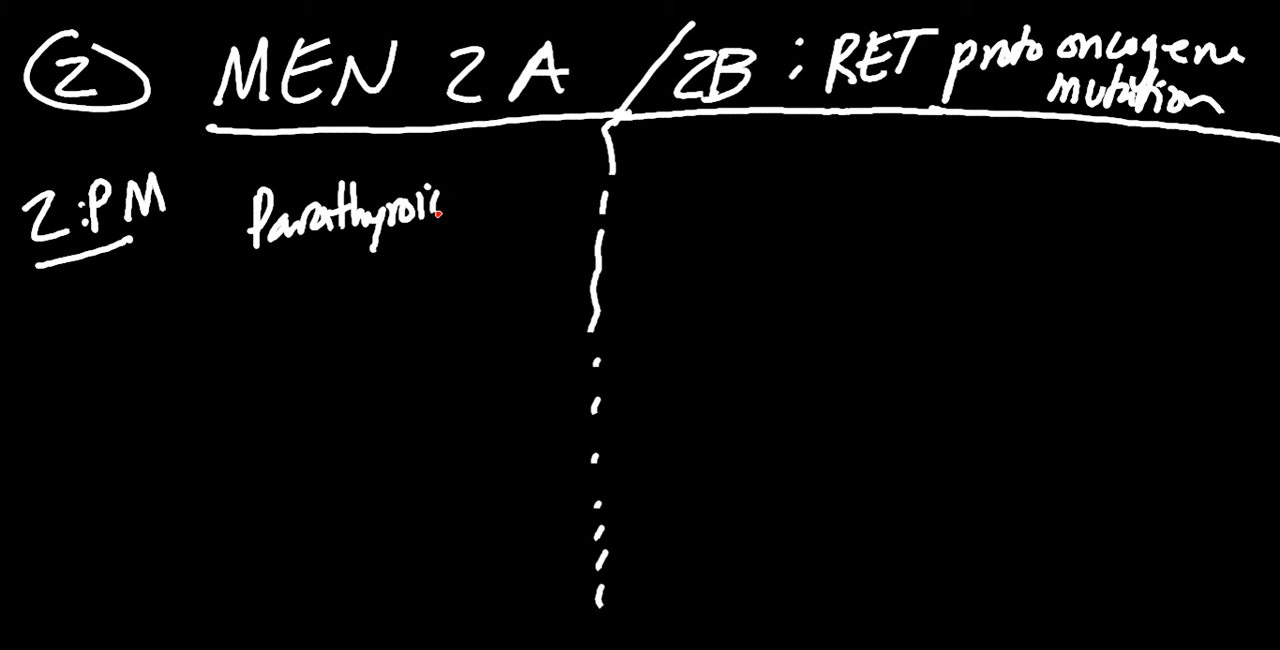 2 MEN 2A / 2B : RET proto oncogene
mutation
2:PM Parathyroi